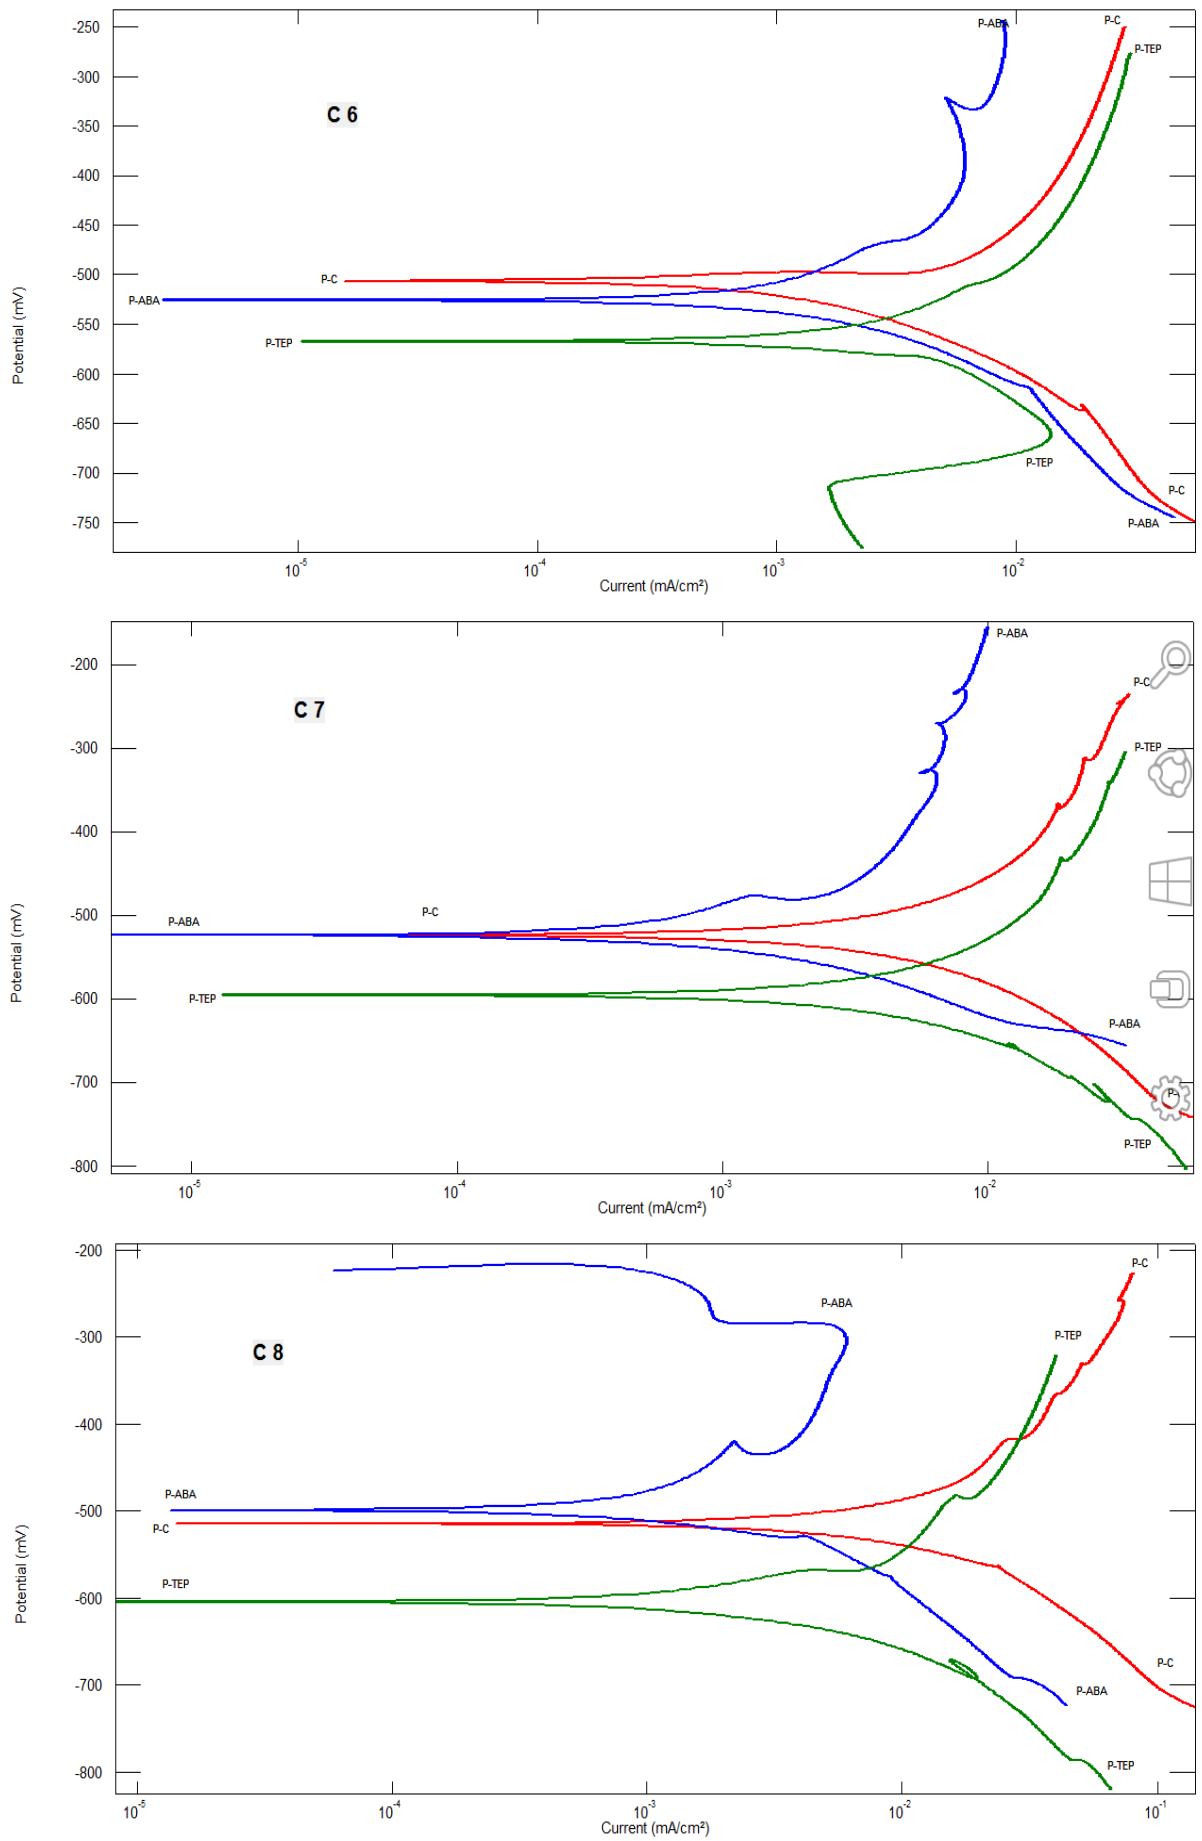 -250
P-ABA
P-C
P-TEP
-300
C 6
-350
-400
-450
-500
P-C
P-ABA
-550
P-TEP
-600
-650
P-TEP
-700
P-C
P-ABA
-750
Potential (mV)
10-5 10-4 10-3 10-2
Current (mA/cm²)
P-ABA
-200
P-C
C 7
-300
P-TEP
-400
P-C
P-ABA
-500
P-TEP
-600
P-ABA
-700
P-TEP
-800
Potential (mV)
10-5 10-4 10-3 10-2
Current (mA/cm²)
-200
P-C
P-ABA
-300
P-TEP
C 8
-400
P-ABA
-500
P-C
P-TEP
-600
P-C
-700
P-ABA
P-TEP
-800
Potential (mV)
10-5 10-4 10-3 10-2 10-1
Current (mA/cm²)